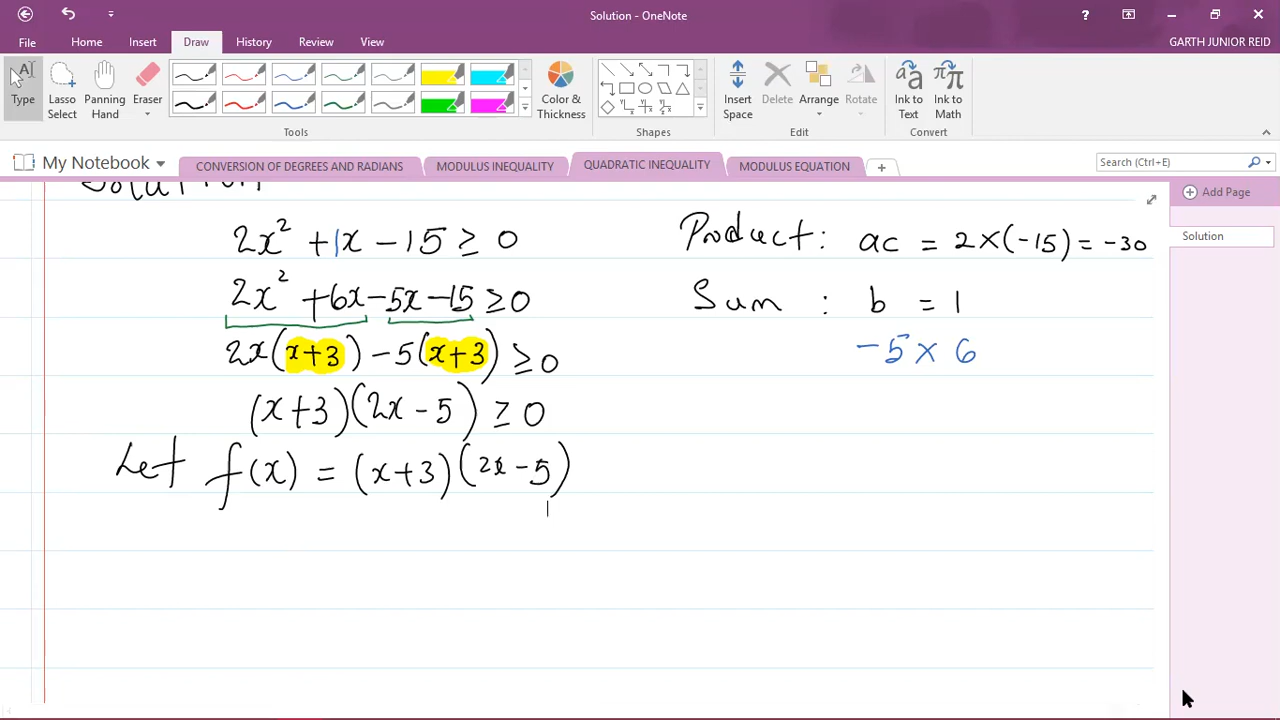 Solution - OneNote
GARTH JUNIOR REID
File Home Insert Draw History Review View
Type
Lasso Select
Panning Hand
Eraser
Color & Thickness
Insert Space
Delete
Arrange
Rotate
Ink to Text
Ink to Math
Tools
Shapes
Edit
Convert
My Notebook
CONVERSION OF DEGREES AND RADIANS
MODULUS INEQUALITY
QUADRATIC INEQUALITY
MODULUS EQUATION
Search (Ctrl+E)
Add Page
Solution
Solution
2x² + 1x − 15 ≥ 0
2x² + 6x − 5x − 15 ≥ 0
2x(x+3) − 5(x+3) ≥ 0
(x+3)(2x − 5) ≥ 0
Let f(x) = (x+3)(2x − 5)
Product : ac = 2×(−15) = −30
Sum : b = 1
−5 × 6